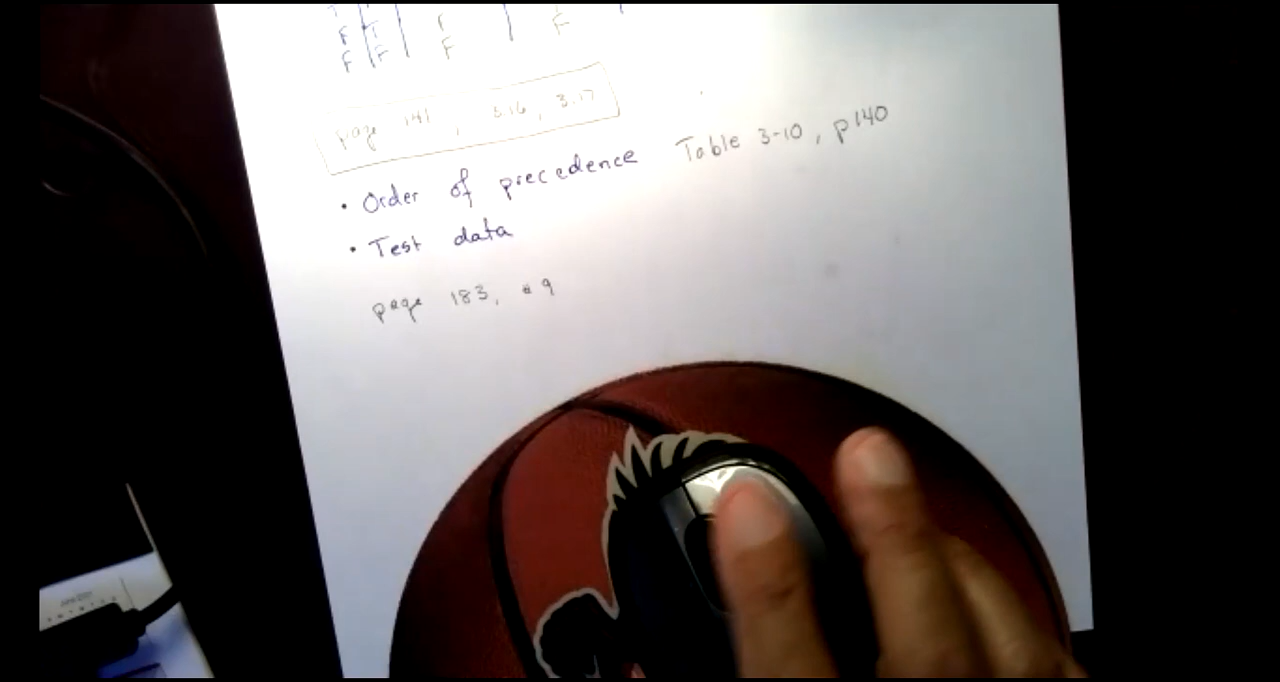 F T
F F F F
page 141, 3.16, 3.17
• Order of precedence Table 3-10, p140
• Test data
page 183, #9